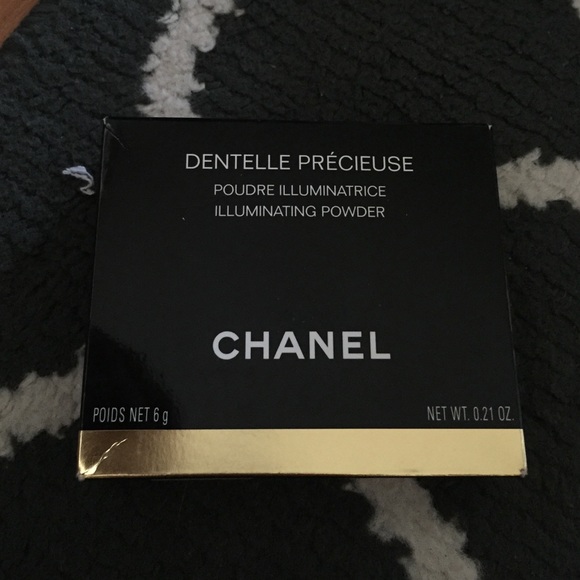 DENTELLE PRÉCIEUSE
POUDRE ILLUMINATRICE
ILLUMINATING POWDER
CHANEL
POIDS NET 6 g
NET WT. 0.21 OZ.